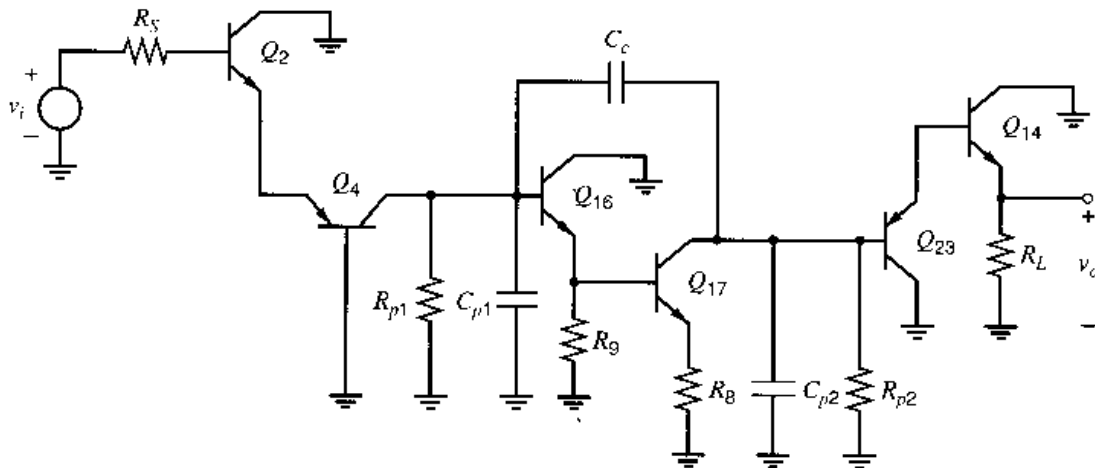 R_S
Q_2
+
v_i
−
Q_4
C_c
Q_16
R_p1
C_p1
R_9
Q_17
R_8
C_p2
R_p2
Q_23
Q_14
R_L
+
v_o
−